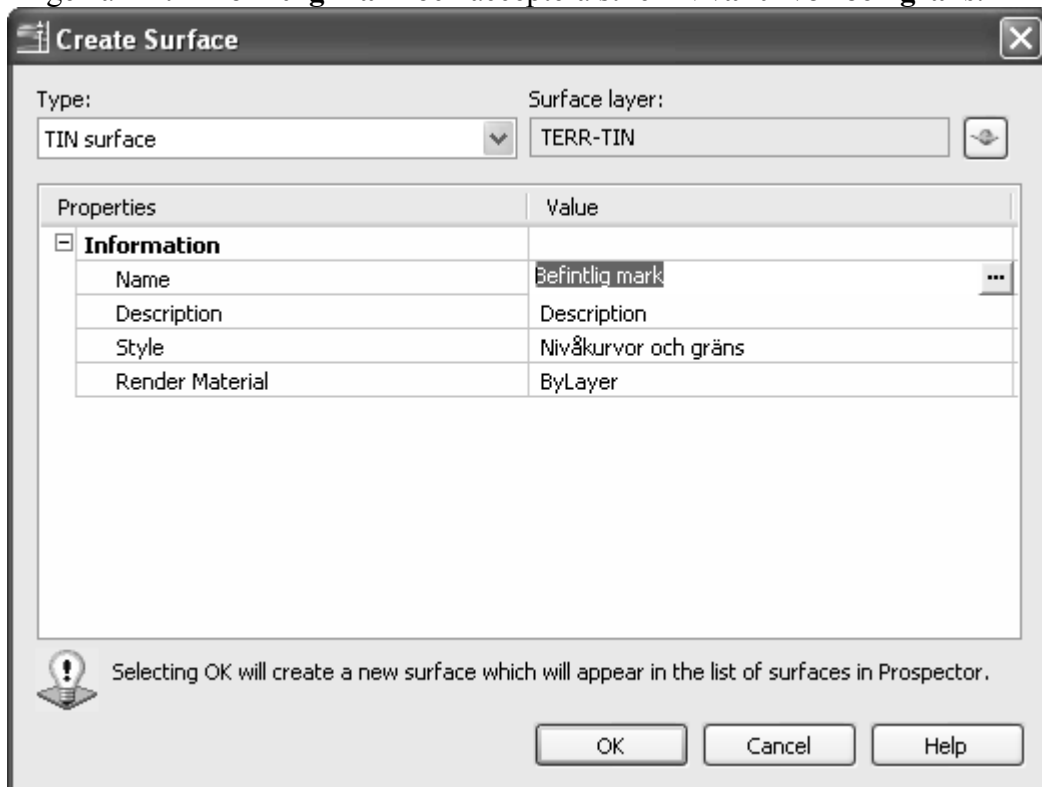 Create Surface
Type:
Surface layer:
TIN surface
TERR-TIN
Properties
Value
Information
Name
Befintlig mark
...
Description
Description
Style
Nivåkurvor och gräns
Render Material
ByLayer
Selecting OK will create a new surface which will appear in the list of surfaces in Prospector.
OK
Cancel
Help